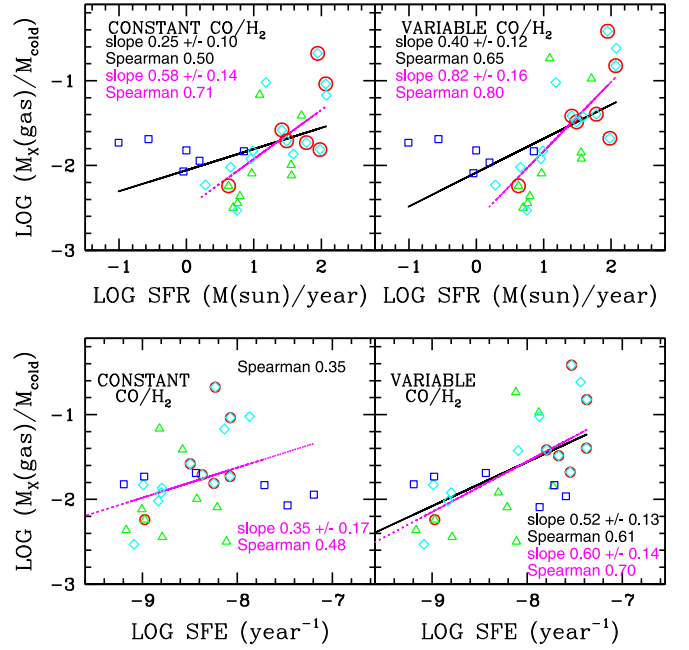 CONSTANT CO/H2
slope 0.25 +/- 0.10
Spearman 0.50
slope 0.58 +/- 0.14
Spearman 0.71
VARIABLE CO/H2
slope 0.40 +/- 0.12
Spearman 0.65
slope 0.82 +/- 0.16
Spearman 0.80
LOG (MX(gas)/Mcold)
-1
-2
-3
-1 0 1 2
-1 0 1 2
LOG SFR (M(sun)/year)
LOG SFR (M(sun)/year)
CONSTANT
CO/H2
Spearman 0.35
slope 0.35 +/- 0.17
Spearman 0.48
VARIABLE
CO/H2
slope 0.52 +/- 0.13
Spearman 0.61
slope 0.60 +/- 0.14
Spearman 0.70
LOG (MX(gas)/Mcold)
-1
-2
-3
-9 -8 -7
-9 -8 -7
LOG SFE (year-1)
LOG SFE (year-1)